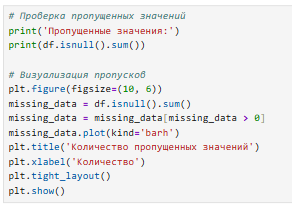 # Проверка пропущенных значений
print('Пропущенные значения:')
print(df.isnull().sum())

# Визуализация пропусков
plt.figure(figsize=(10, 6))
missing_data = df.isnull().sum()
missing_data = missing_data[missing_data > 0]
missing_data.plot(kind='barh')
plt.title('Количество пропущенных значений')
plt.xlabel('Количество')
plt.tight_layout()
plt.show()